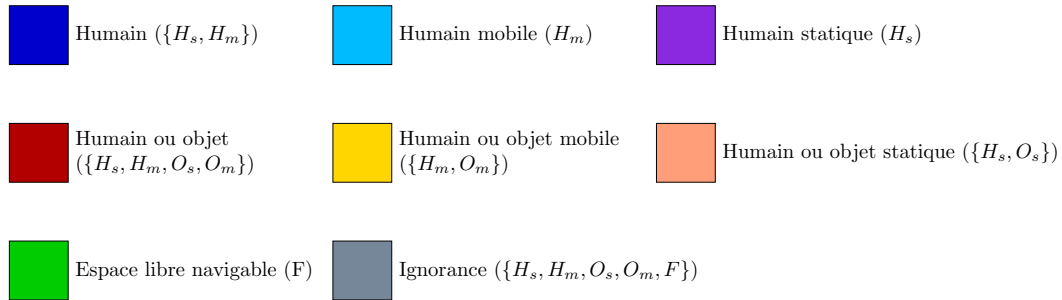 Humain ({H_s, H_m})
Humain mobile (H_m)
Humain statique (H_s)
Humain ou objet
({H_s, H_m, O_s, O_m})
Humain ou objet mobile
({H_m, O_m})
Humain ou objet statique ({H_s, O_s})
Espace libre navigable (F)
Ignorance ({H_s, H_m, O_s, O_m, F})